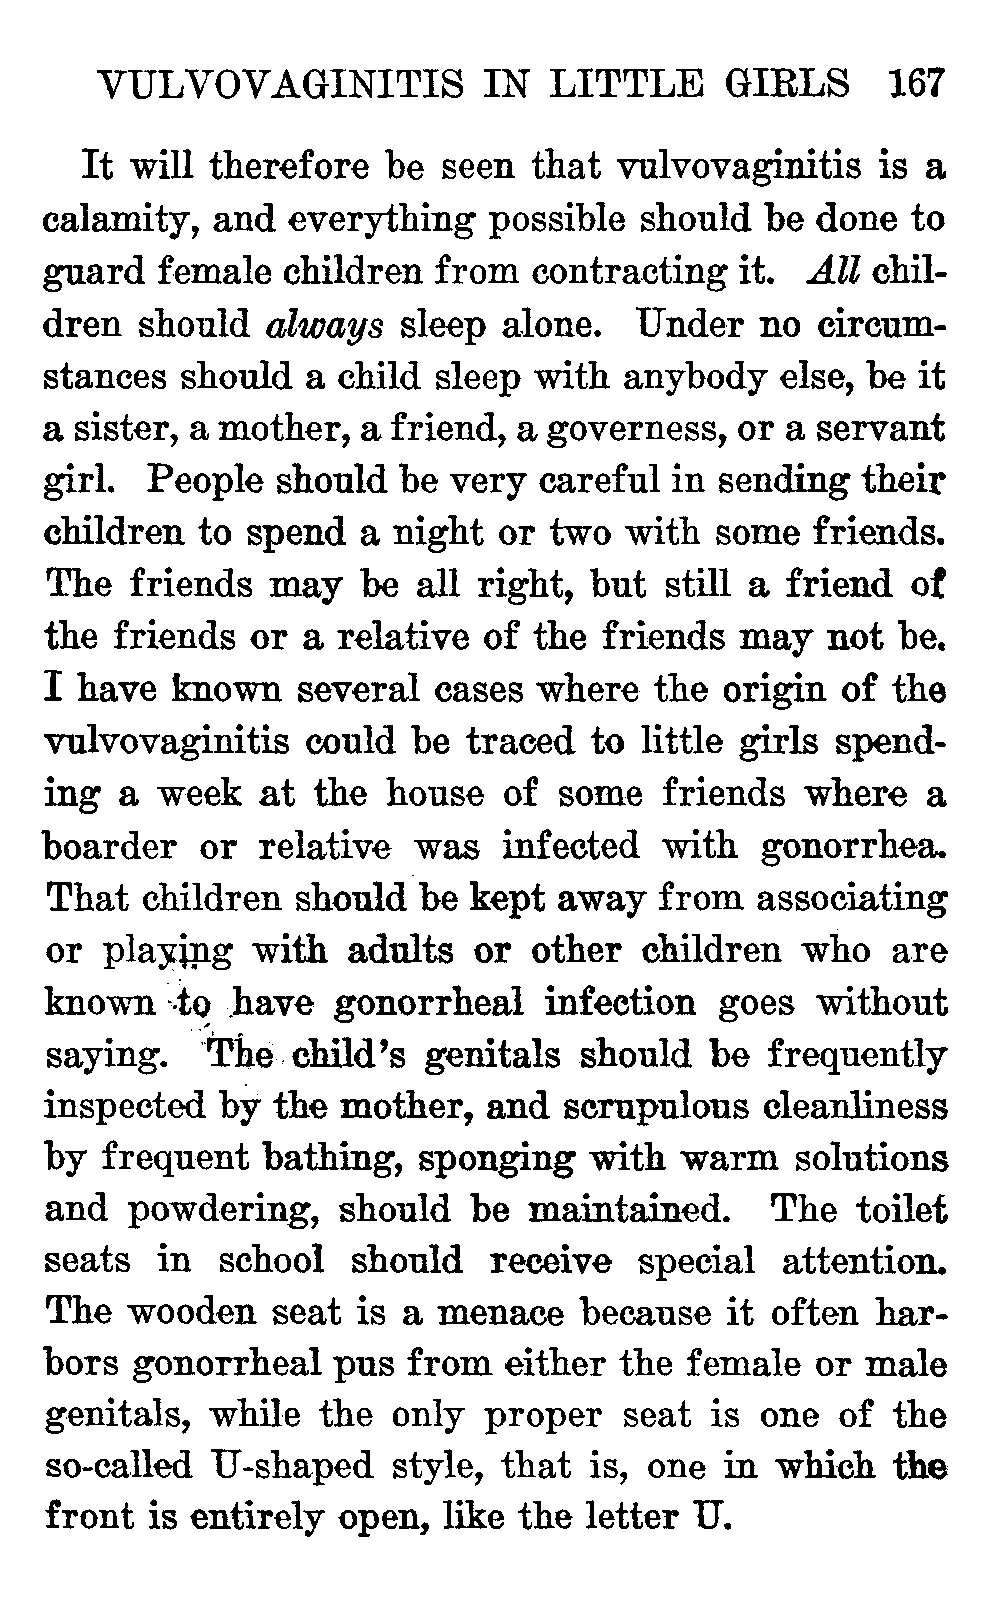 VULVOVAGINITIS IN LITTLE GIRLS 167
It will therefore be seen that vulvovaginitis is a
calamity, and everything possible should be done to
guard female children from contracting it. All chil-
dren should always sleep alone. Under no circum-
stances should a child sleep with anybody else, be it
a sister, a mother, a friend, a governess, or a servant
girl. People should be very careful in sending their
children to spend a night or two with some friends.
The friends may be all right, but still a friend of
the friends or a relative of the friends may not be.
I have known several cases where the origin of the
vulvovaginitis could be traced to little girls spend-
ing a week at the house of some friends where a
boarder or relative was infected with gonorrhea.
That children should be kept away from associating
or playing with adults or other children who are
known to have gonorrheal infection goes without
saying. The child's genitals should be frequently
inspected by the mother, and scrupulous cleanliness
by frequent bathing, sponging with warm solutions
and powdering, should be maintained. The toilet
seats in school should receive special attention.
The wooden seat is a menace because it often har-
bors gonorrheal pus from either the female or male
genitals, while the only proper seat is one of the
so-called U-shaped style, that is, one in which the
front is entirely open, like the letter U.